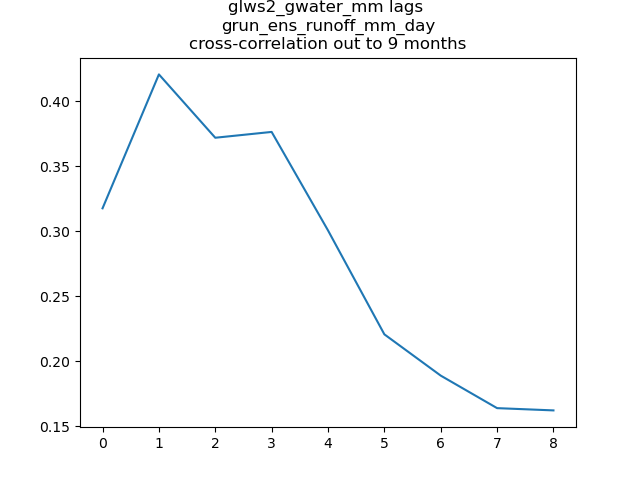 glws2_gwater_mm lags
grun_ens_runoff_mm_day
cross-correlation out to 9 months
0.40
0.35
0.30
0.25
0.20
0.15
0 1 2 3 4 5 6 7 8